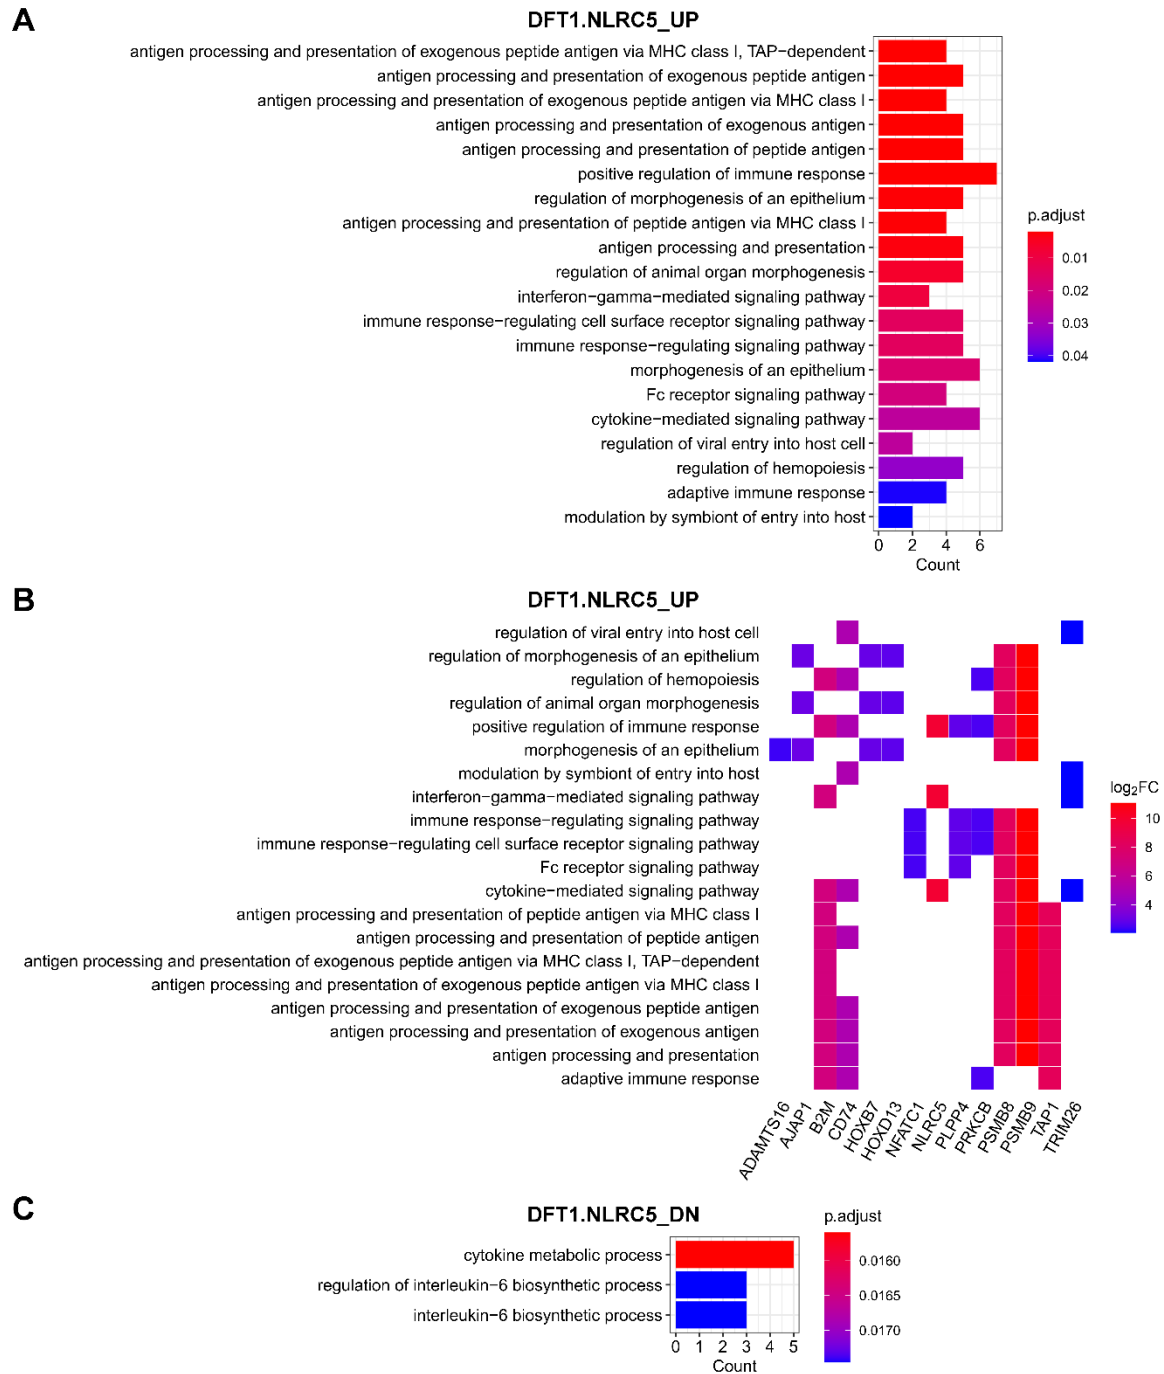 A
DFT1.NLRC5_UP
antigen processing and presentation of exogenous peptide antigen via MHC class I, TAP−dependent
antigen processing and presentation of exogenous peptide antigen
antigen processing and presentation of exogenous peptide antigen via MHC class I
antigen processing and presentation of exogenous antigen
antigen processing and presentation of peptide antigen
positive regulation of immune response
regulation of morphogenesis of an epithelium
antigen processing and presentation of peptide antigen via MHC class I
antigen processing and presentation
regulation of animal organ morphogenesis
interferon−gamma−mediated signaling pathway
immune response−regulating cell surface receptor signaling pathway
immune response−regulating signaling pathway
morphogenesis of an epithelium
Fc receptor signaling pathway
cytokine−mediated signaling pathway
regulation of viral entry into host cell
regulation of hemopoiesis
adaptive immune response
modulation by symbiont of entry into host
0 2 4 6
Count
p.adjust
0.01
0.02
0.03
0.04
B
DFT1.NLRC5_UP
regulation of viral entry into host cell
regulation of morphogenesis of an epithelium
regulation of hemopoiesis
regulation of animal organ morphogenesis
positive regulation of immune response
morphogenesis of an epithelium
modulation by symbiont of entry into host
interferon−gamma−mediated signaling pathway
immune response−regulating signaling pathway
immune response−regulating cell surface receptor signaling pathway
Fc receptor signaling pathway
cytokine−mediated signaling pathway
antigen processing and presentation of peptide antigen via MHC class I
antigen processing and presentation of peptide antigen
antigen processing and presentation of exogenous peptide antigen via MHC class I, TAP−dependent
antigen processing and presentation of exogenous peptide antigen via MHC class I
antigen processing and presentation of exogenous peptide antigen
antigen processing and presentation of exogenous antigen
antigen processing and presentation
adaptive immune response
ADAMTS16
AJAP1
B2M
CD74
HOXB7
HOXD13
NFATC1
NLRC5
PLPP4
PRKCB
PSMB8
PSMB9
TAP1
TRIM26
log2FC
10
8
6
4
C
DFT1.NLRC5_DN
cytokine metabolic process
regulation of interleukin−6 biosynthetic process
interleukin−6 biosynthetic process
0 1 2 3 4 5
Count
p.adjust
0.0160
0.0165
0.0170